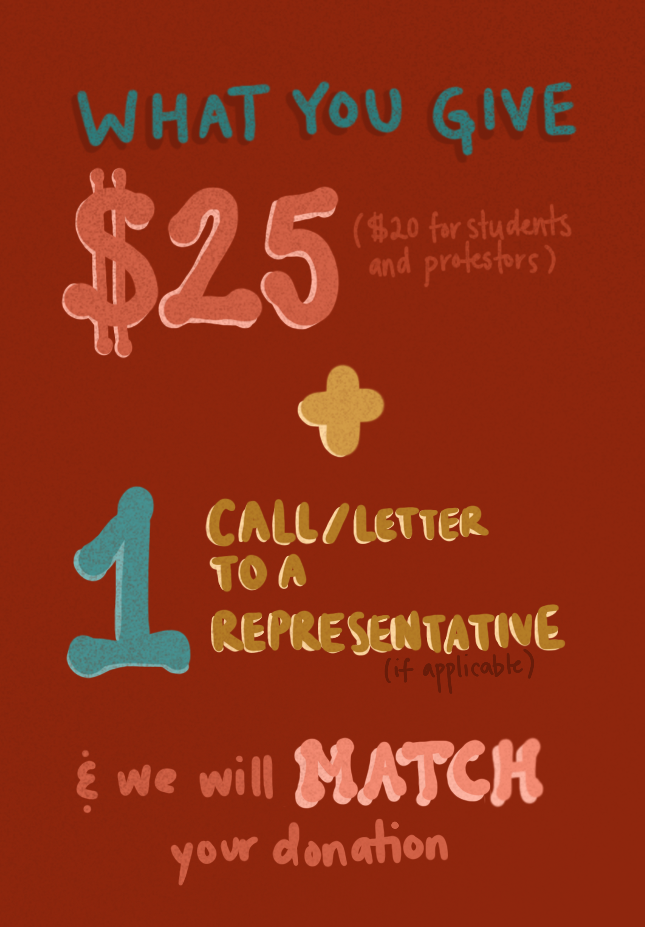 WHAT YOU GIVE
$25 ($20 for students
and protestors)
+
1 CALL/LETTER
TO A
REPRESENTATIVE
(if applicable)
& we will MATCH
your donation